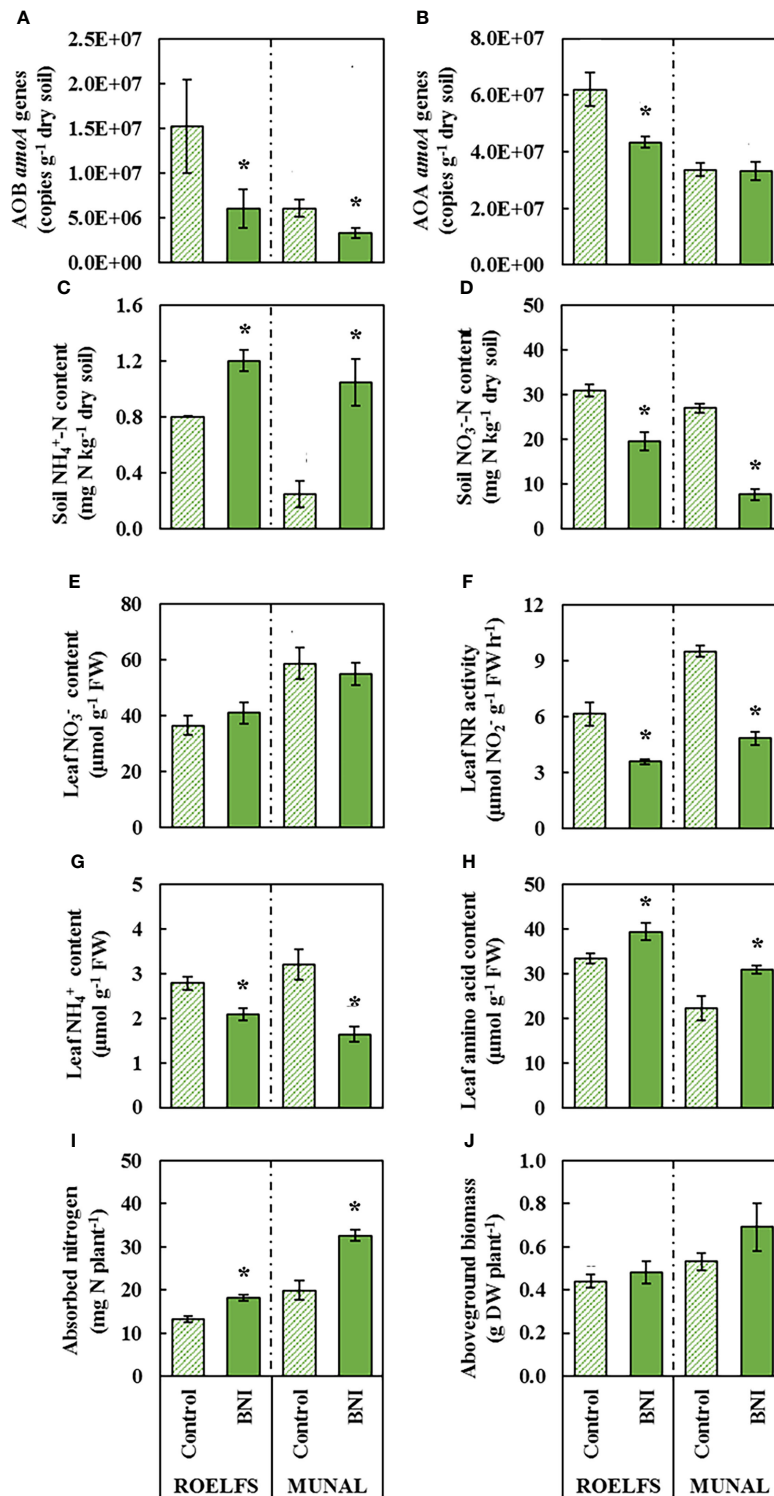 A
AOB amoA genes
(copies g-1 dry soil)
2.5E+07
2.0E+07
1.5E+07
1.0E+07
5.0E+06
0.0E+00
* *
B
AOA amoA genes
(copies g-1 dry soil)
8.0E+07
6.0E+07
4.0E+07
2.0E+07
0.0E+00
*
C
Soil NH4+-N content
(mg N kg-1 dry soil)
1.6
1.2
0.8
0.4
0.0
* *
D
Soil NO3--N content
(mg N kg-1 dry soil)
50
40
30
20
10
0
* *
E
Leaf NO3- content
(µmol g-1 FW)
80
60
40
20
0
F
Leaf NR activity
(µmol NO2- g-1 FW hr-1)
12
9
6
3
0
* *
G
Leaf NH4+ content
(µmol g-1 FW)
5
4
3
2
1
0
* *
H
Leaf amino acid content
(µmol g-1 FW)
50
40
30
20
10
0
* *
I
Absorbed nitrogen
(mg N plant-1)
50
40
30
20
10
0
* *
Control BNI Control BNI
ROELFS MUNAL
J
Aboveground biomass
(g DW plant-1)
1.0
0.8
0.6
0.4
0.2
0.0
Control BNI Control BNI
ROELFS MUNAL